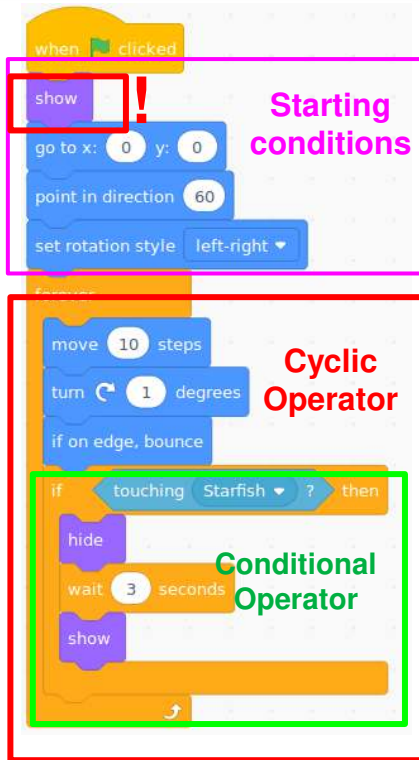 when clicked
show
!
Starting
conditions
go to x: 0 y: 0
point in direction 60
set rotation style left-right
forever
move 10 steps
turn 1 degrees
Cyclic
Operator
if on edge, bounce
if touching Starfish ? then
hide
Conditional
Operator
wait 3 seconds
show